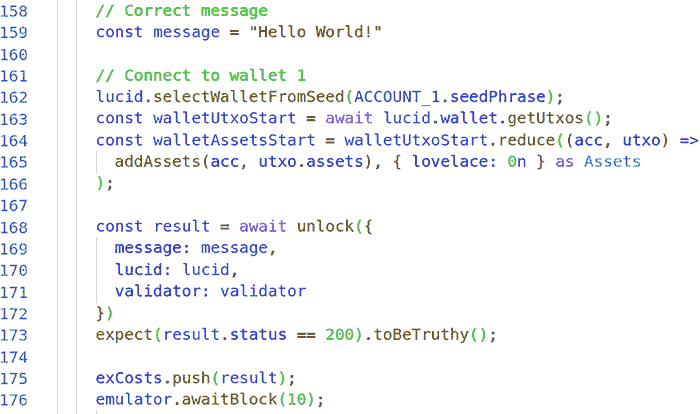 158 // Correct message
159 const message = "Hello World!"
160
161 // Connect to wallet 1
162 lucid.selectWalletFromSeed(ACCOUNT_1.seedPhrase);
163 const walletUtxoStart = await lucid.wallet.getUtxos();
164 const walletAssetsStart = walletUtxoStart.reduce((acc, utxo) =>
165 addAssets(acc, utxo.assets), { lovelace: 0n } as Assets
166 );
167
168 const result = await unlock({
169 message: message,
170 lucid: lucid,
171 validator: validator
172 })
173 expect(result.status == 200).toBeTruthy();
174
175 exCosts.push(result);
176 emulator.awaitBlock(10);